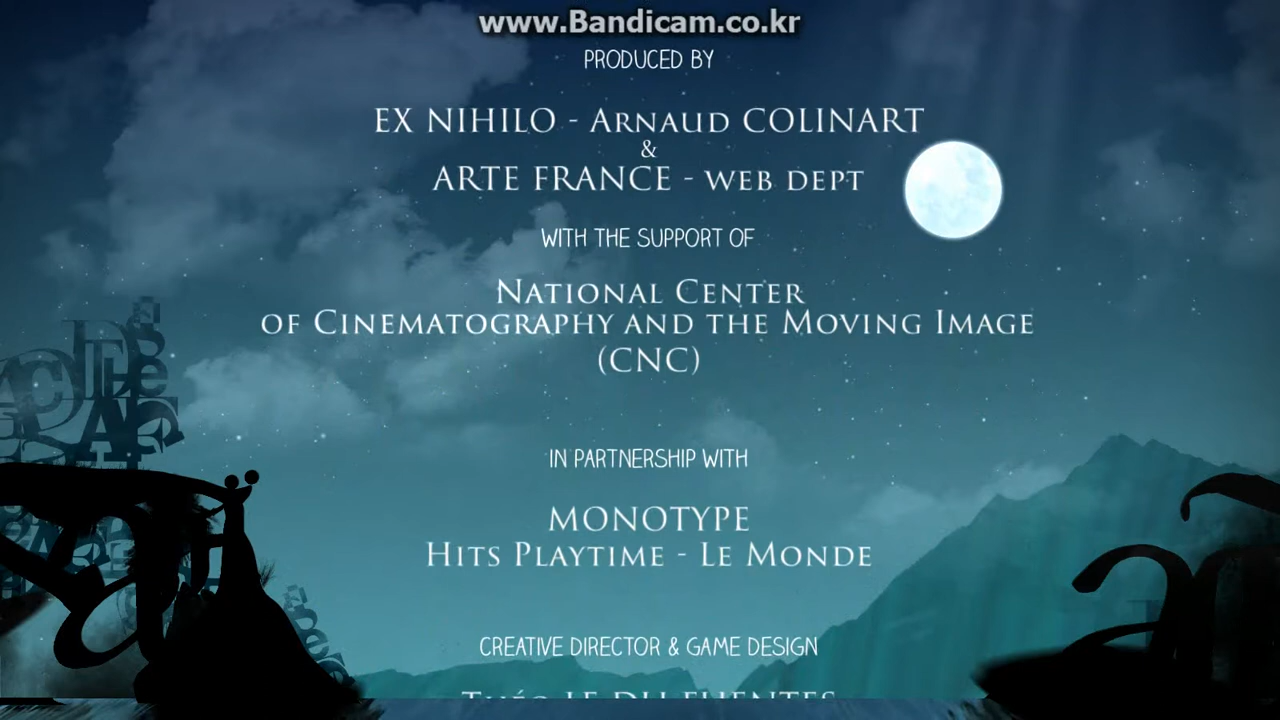 www.Bandicam.co.kr
PRODUCED BY
EX NIHILO - ARNAUD COLINART
&
ARTE FRANCE - WEB DEPT
WITH THE SUPPORT OF
NATIONAL CENTER
OF CINEMATOGRAPHY AND THE MOVING IMAGE
(CNC)
IN PARTNERSHIP WITH
MONOTYPE
HITS PLAYTIME - LE MONDE
CREATIVE DIRECTOR & GAME DESIGN